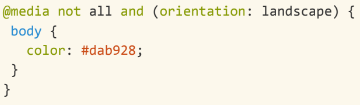 @media not all and (orientation: landscape) {
 body {
   color: #dab928;
 }
}